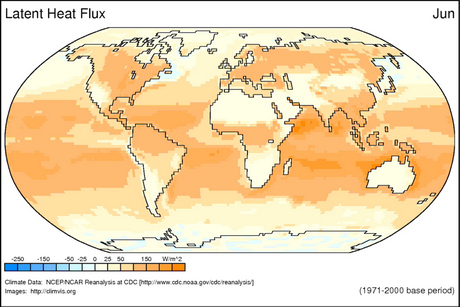 Latent Heat Flux
Jun
-250 -150 -50 -25 0 25 50 150 W/m^2
Climate Data: NCEP/NCAR Reanalysis at CDC [http://www.cdc.noaa.gov/cdc/reanalysis/]
Images: http://climvis.org
(1971-2000 base period)